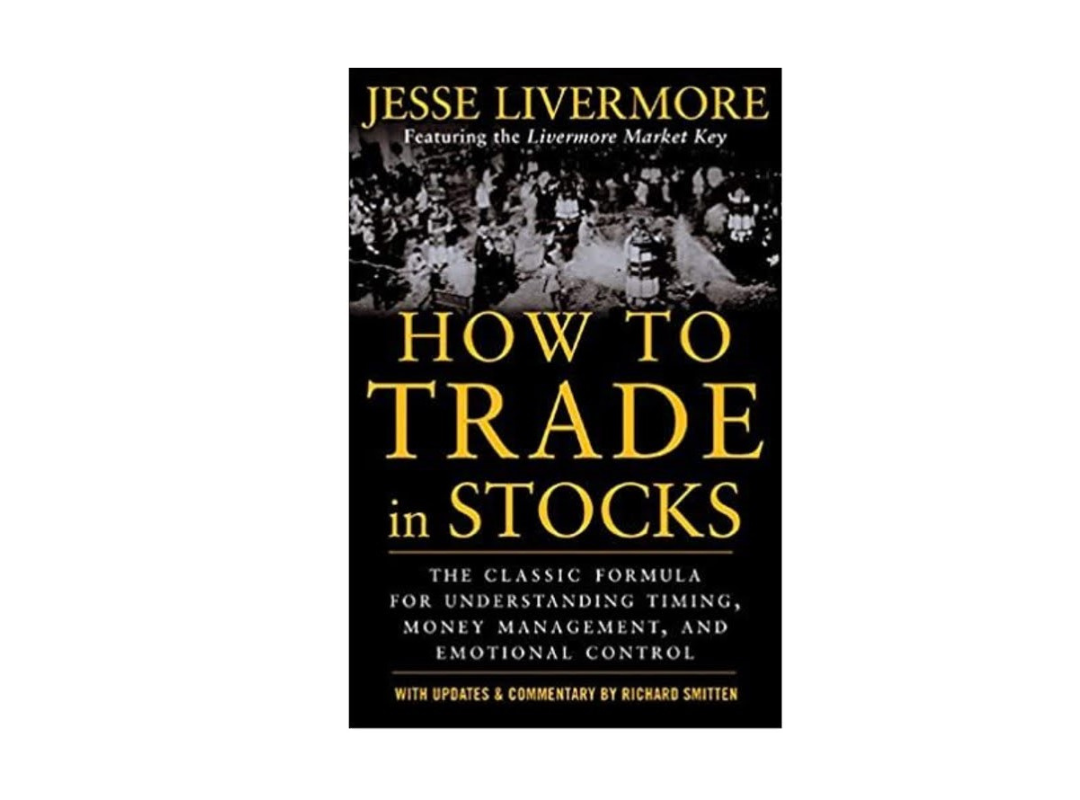 JESSE LIVERMORE
Featuring the Livermore Market Key
HOW TO
TRADE
in STOCKS
THE CLASSIC FORMULA
FOR UNDERSTANDING TIMING,
MONEY MANAGEMENT, AND
EMOTIONAL CONTROL
WITH UPDATES & COMMENTARY BY RICHARD SMITTEN